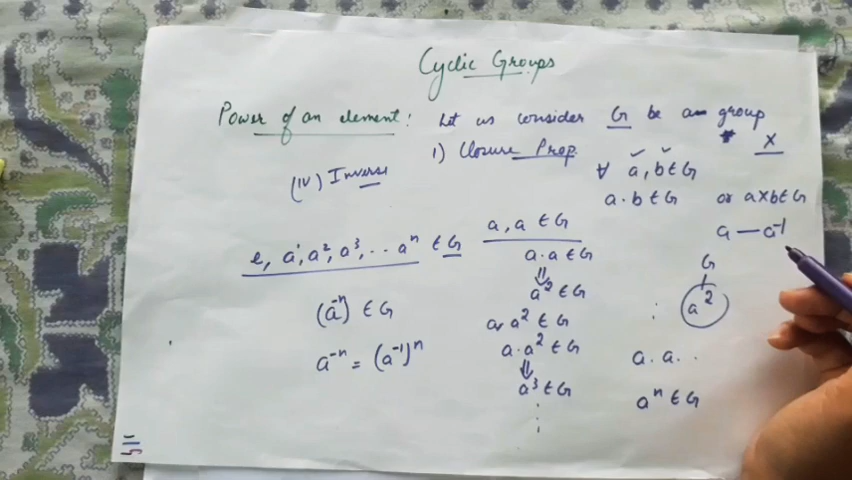 Cyclic Groups
Power of an element: Let us consider G be a group
* X
1) Closure Prop.
∀ a, b ∈ G
(IV) Inverse
a·b ∈ G or a×b ∈ G
a — a⁻¹
a, a ∈ G
e, a¹, a², a³, ... aⁿ ∈ G
a·a ∈ G
⇓
a² ∈ G
G
a²
(a⁻ⁿ) ∈ G
a, a² ∈ G
a·a² ∈ G
a⁻ⁿ = (a⁻¹)ⁿ
⇓
a³ ∈ G
⋮
⋮
a. a. . .
aⁿ ∈ G